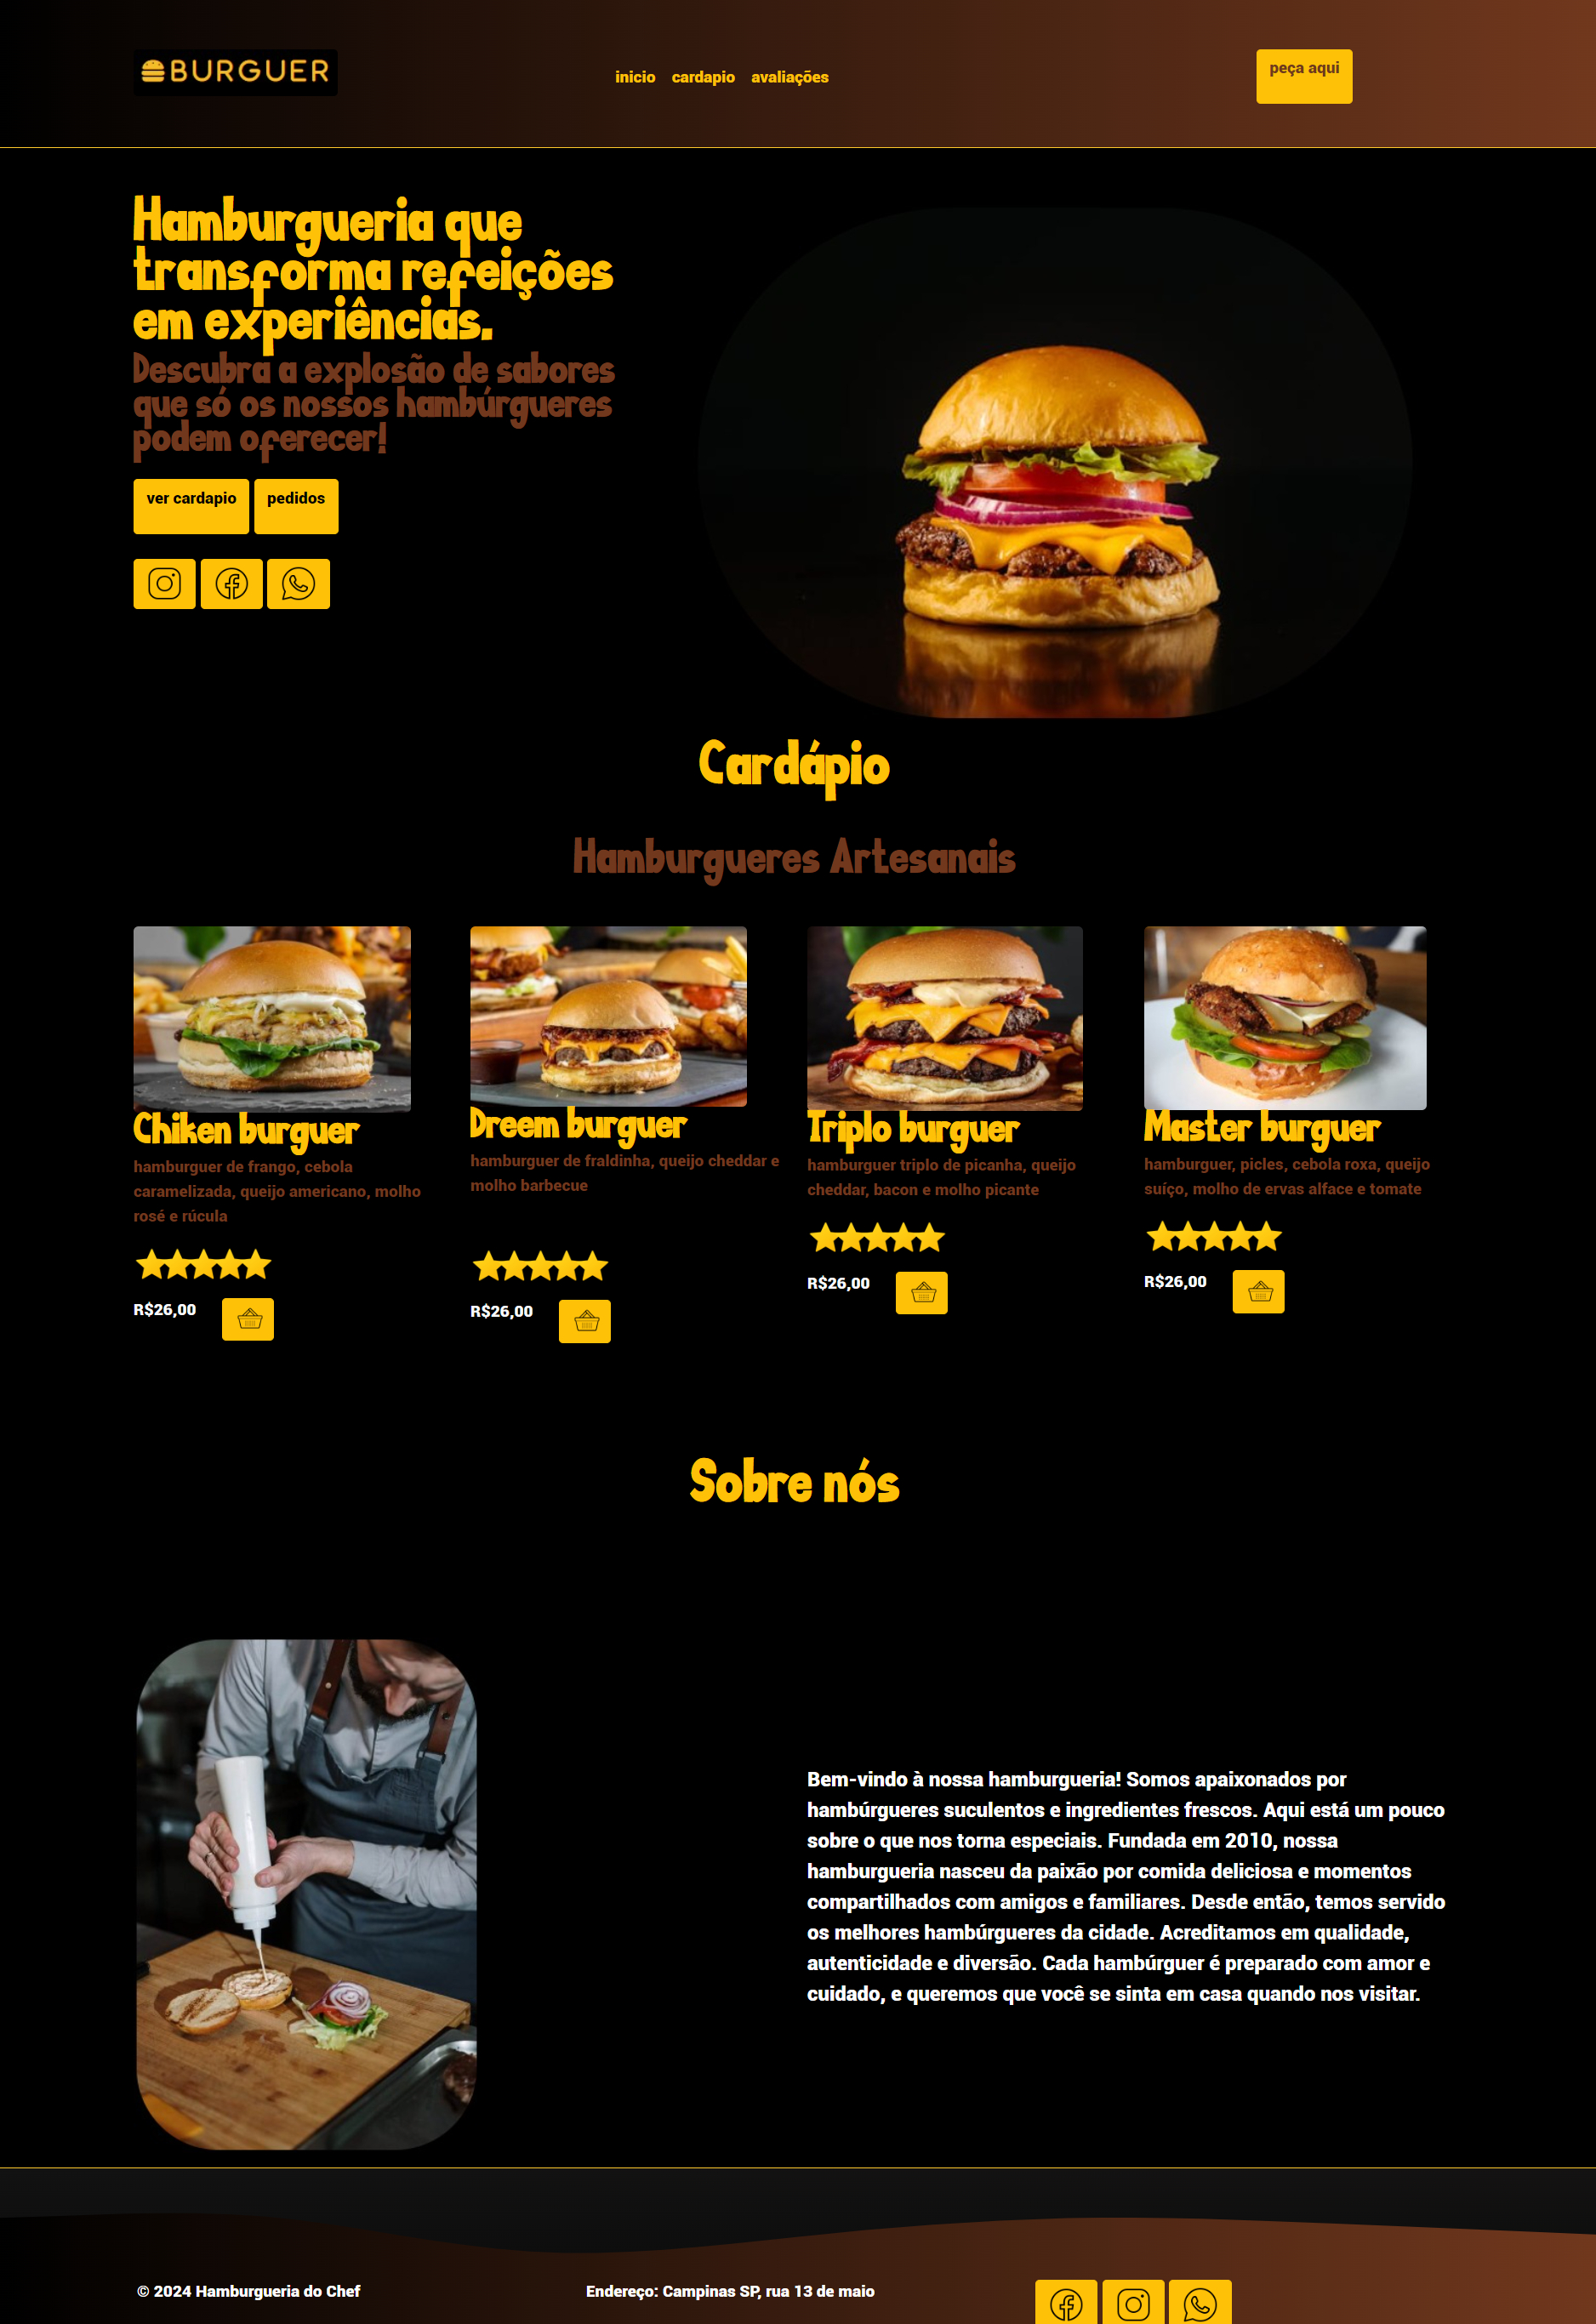 BURGUER
inicio cardapio avaliações
peça aqui
Hamburgueria que
transforma refeições
em experiências.
Descubra a explosão de sabores
que só os nossos hambúrgueres
podem oferecer!
ver cardapio pedidos
Cardápio
Hamburgueres Artesanais
Chiken burguer
hamburguer de frango, cebola
caramelizada, queijo americano, molho
rosé e rúcula
R$26,00
Dreem burguer
hamburguer de fraldinha, queijo cheddar e
molho barbecue
R$26,00
Triplo burguer
hamburguer triplo de picanha, queijo
cheddar, bacon e molho picante
R$26,00
Master burguer
hamburguer, picles, cebola roxa, queijo
suíço, molho de ervas alface e tomate
R$26,00
Sobre nós
Bem-vindo à nossa hamburgueria! Somos apaixonados por
hambúrgueres suculentos e ingredientes frescos. Aqui está um pouco
sobre o que nos torna especiais. Fundada em 2010, nossa
hamburgueria nasceu da paixão por comida deliciosa e momentos
compartilhados com amigos e familiares. Desde então, temos servido
os melhores hambúrgueres da cidade. Acreditamos em qualidade,
autenticidade e diversão. Cada hambúrguer é preparado com amor e
cuidado, e queremos que você se sinta em casa quando nos visitar.
© 2024 Hamburgueria do Chef
Endereço: Campinas SP, rua 13 de maio